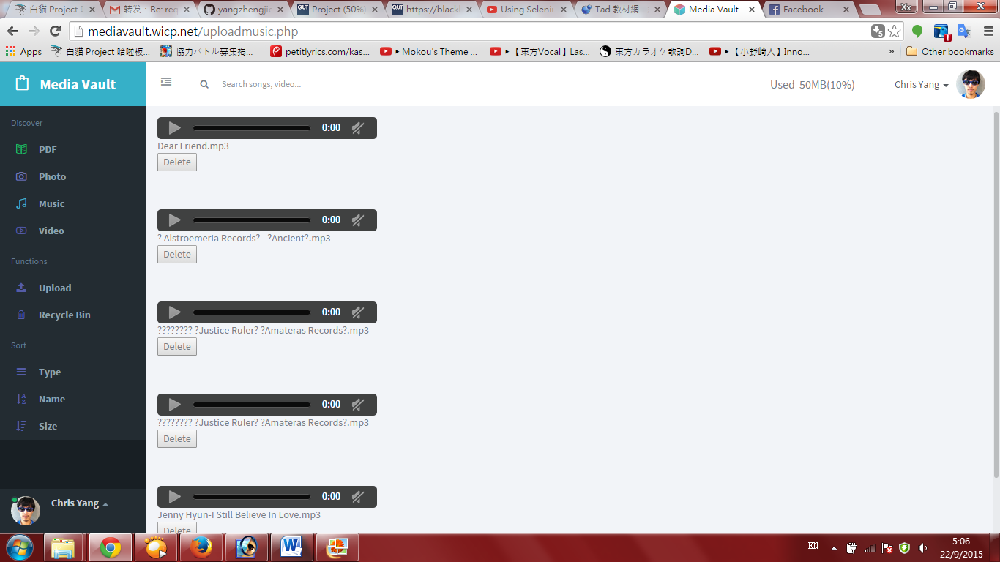 白貓 Project 哈
转发：Re: req
yangzhengjie
QUT Project (50%)
QUT https://blackb
Using Seleniu
Tad 教材網 -
Media Vault
Facebook
Xx
mediavault.wicp.net/uploadmusic.php
5
Apps
白貓 Project 哈啦板...
協力バトル募集掲...
petitlyrics.com/kas...
▶ Mokou's Theme ...
▶ 【東方Vocal】Las...
東方カラオケ歌詞D...
▶ 【小野崎人】Inno...
» Other bookmarks
Media Vault
Search songs, video...
Used 50MB(10%)
Chris Yang
Discover
PDF
Photo
Music
Video
Functions
Upload
Recycle Bin
Sort
Type
Name
Size
Chris Yang
0:00
Dear Friend.mp3
Delete
0:00
? Alstroemeria Records? - ?Ancient?.mp3
Delete
0:00
???????? ?Justice Ruler? ?Amateras Records?.mp3
Delete
0:00
???????? ?Justice Ruler? ?Amateras Records?.mp3
Delete
0:00
Jenny Hyun-I Still Believe In Love.mp3
Delete
EN
5:06
22/9/2015